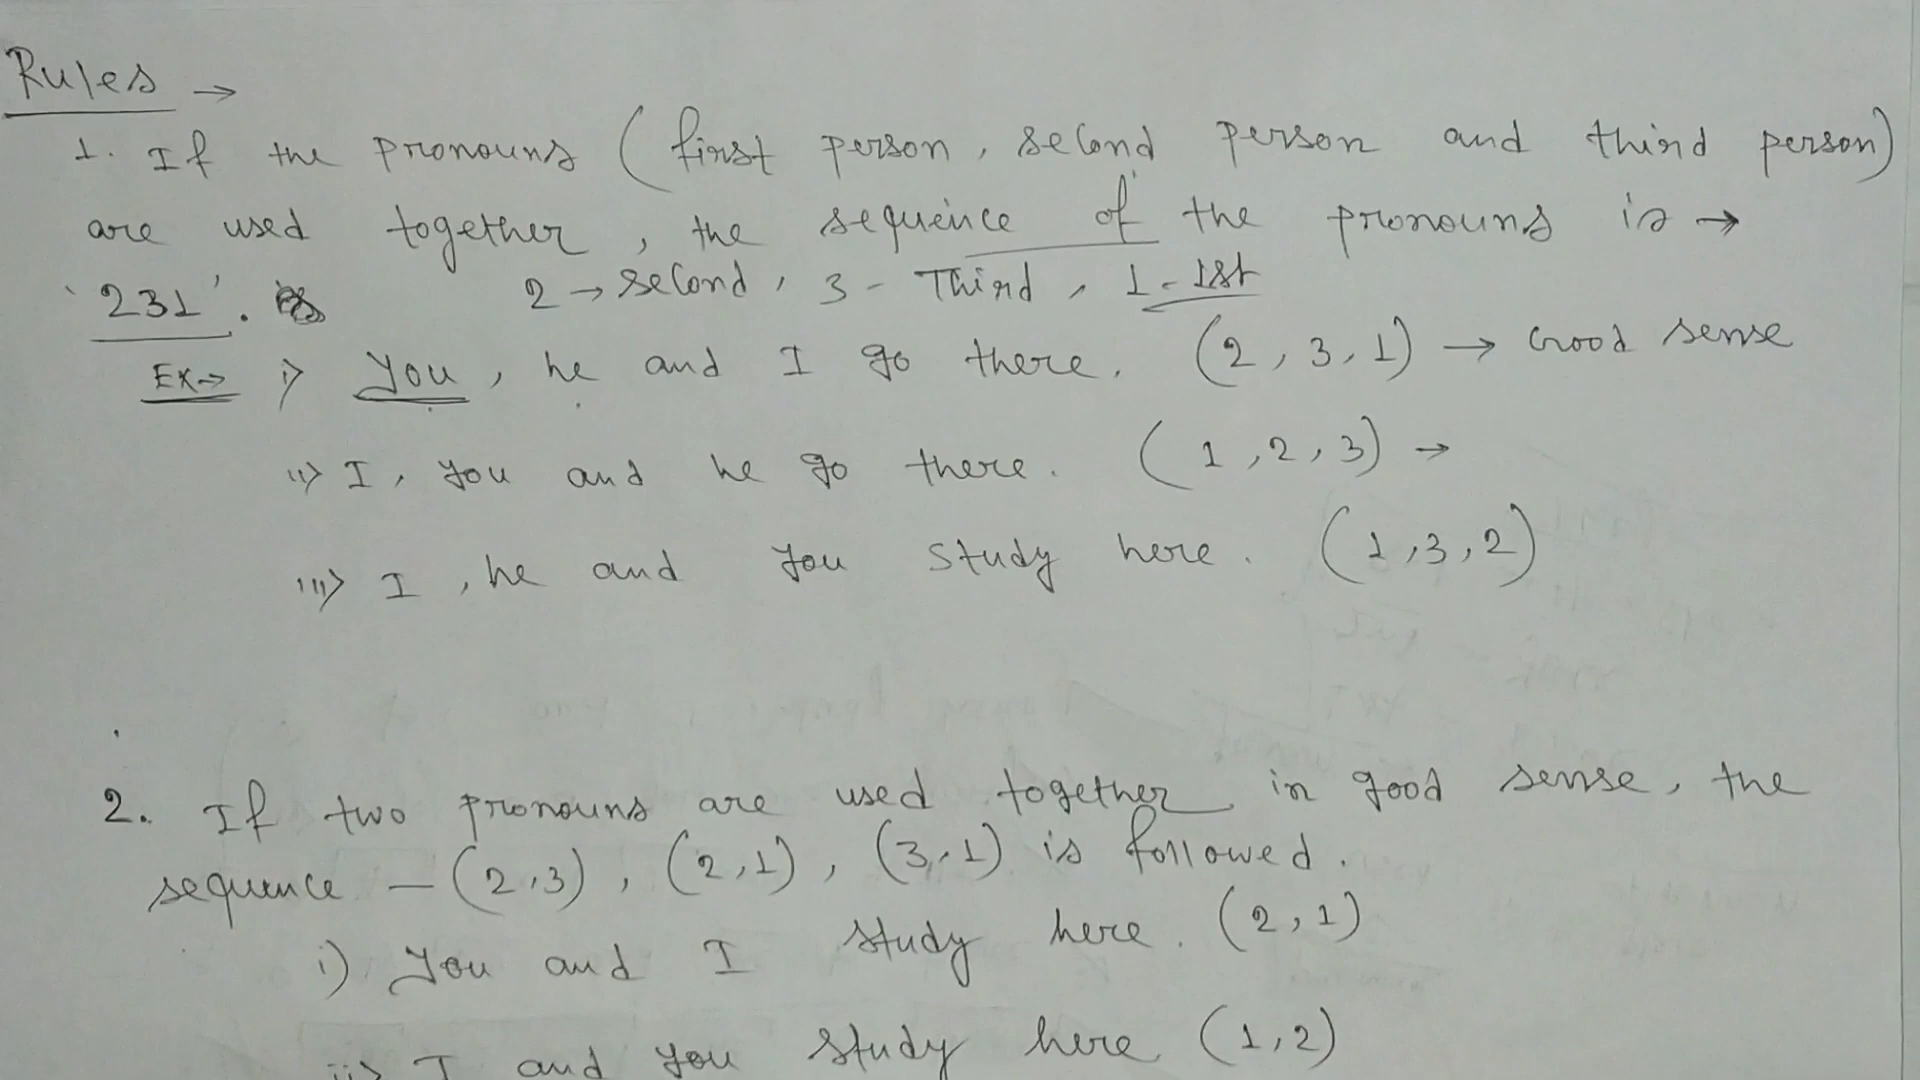 Rules →
1. If the pronouns (first person, second person and third person)
are used together, the sequence of the pronouns is →
'231'. 2 → second, 3 - Third, 1 - 1st
Ex→ i> You, he and I go there. (2, 3, 1) → Good sense
ii> I, you and he go there. (1, 2, 3) →
iii> I, he and you study here. (1, 3, 2)
2. If two pronouns are used together in good sense, the
sequence — (2,3), (2,1), (3,1) is followed.
i) You and I study here. (2, 1)
ii> I and you study here (1,2)